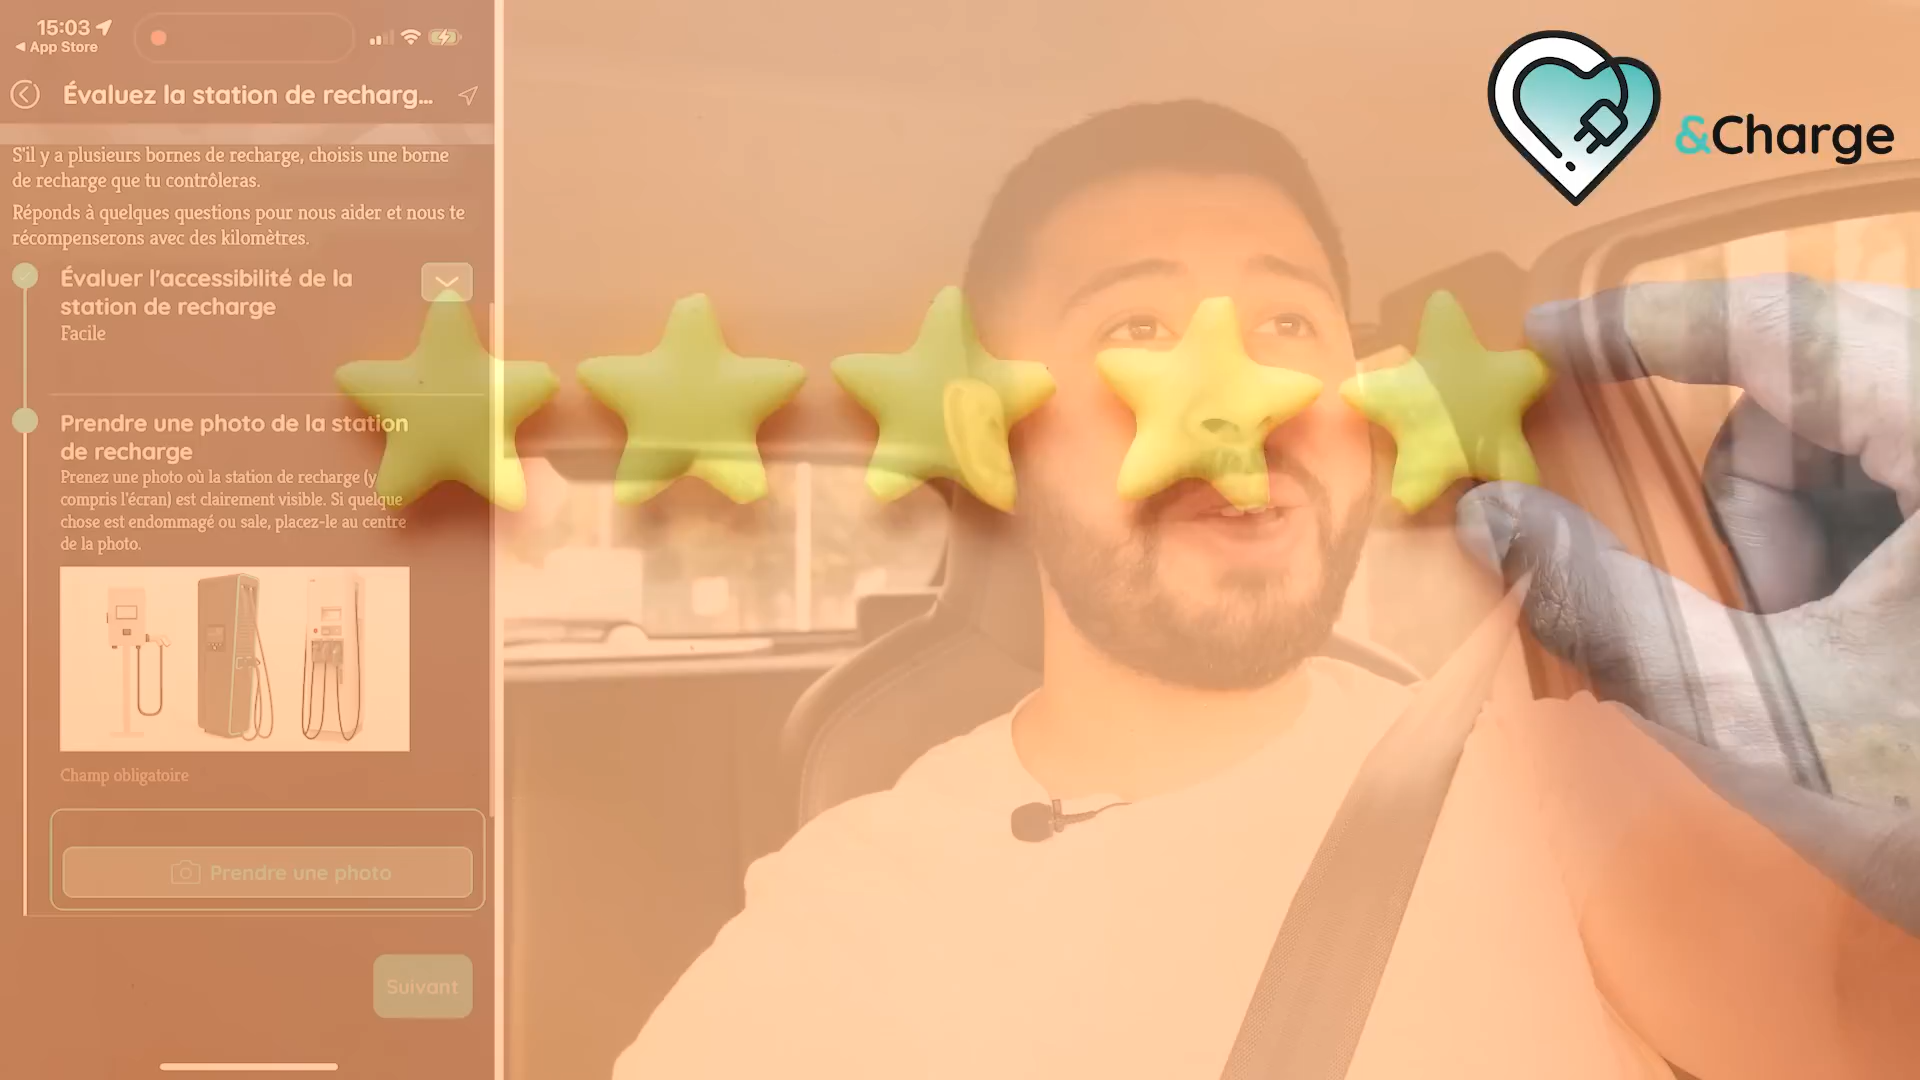 15:03
App Store
Évaluez la station de recharg...
S'il y a plusieurs bornes de recharge, choisis une borne
de recharge que tu contrôleras.
Réponds à quelques questions pour nous aider et nous te
récompenserons avec des kilomètres.
Évaluer l'accessibilité de la
station de recharge
Facile
Prendre une photo de la station
de recharge
Prenez une photo où la station de recharge (y
compris l'écran) est clairement visible. Si quelque
chose est endommagé ou sale, placez-le au centre
de la photo.
Champ obligatoire
Prendre une photo
Suivant
&Charge